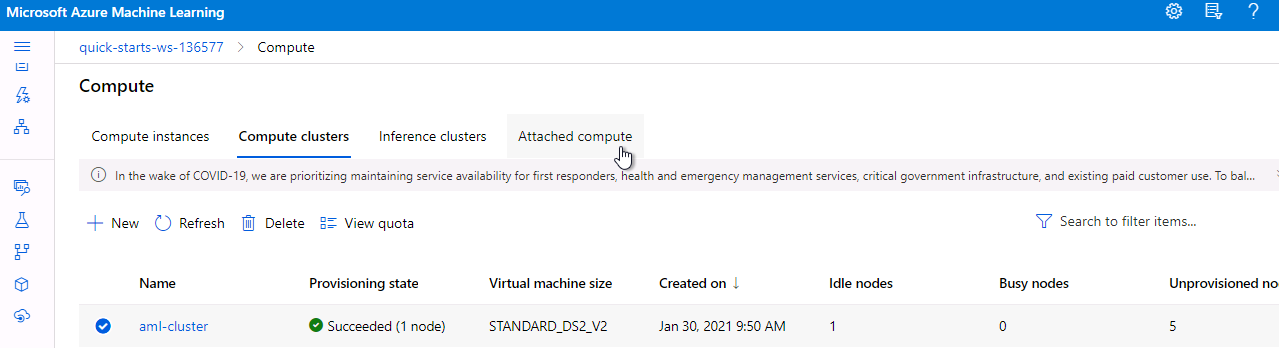 Microsoft Azure Machine Learning
quick-starts-ws-136577 > Compute
Compute
Compute instances Compute clusters Inference clusters Attached compute
In the wake of COVID-19, we are prioritizing maintaining service availability for first responders, health and emergency management services, critical government infrastructure, and existing paid customer use. To bal...
New Refresh Delete View quota Search to filter items...
Name Provisioning state Virtual machine size Created on ↓ Idle nodes Busy nodes Unprovisioned no
aml-cluster Succeeded (1 node) STANDARD_DS2_V2 Jan 30, 2021 9:50 AM 1 0 5